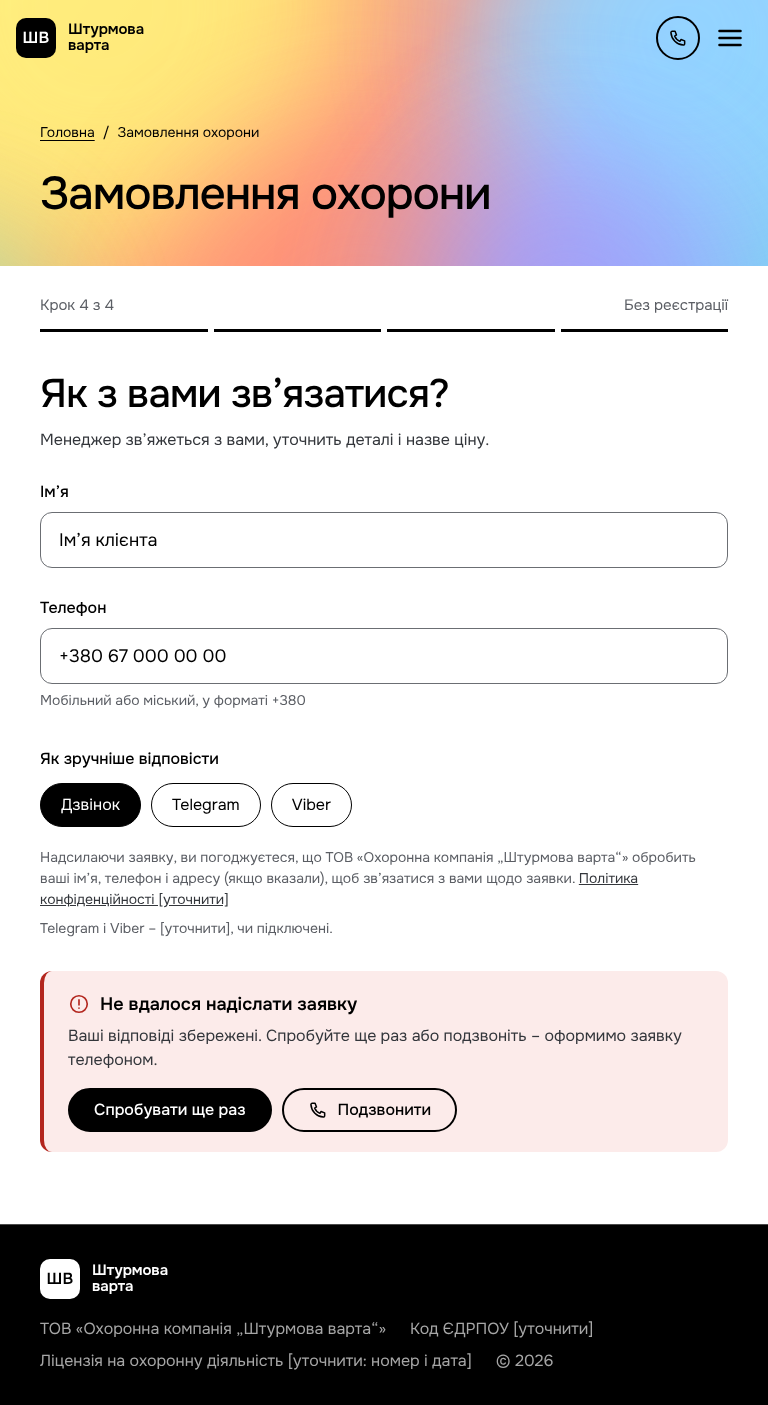 ШВ
Штурмова
варта
Головна / Замовлення охорони
Замовлення охорони
Крок 4 з 4
Без реєстрації
Як з вами зв’язатися?
Менеджер зв’яжеться з вами, уточнить деталі і назве ціну.
Ім’я
Ім’я клієнта
Телефон
+380 67 000 00 00
Мобільний або міський, у форматі +380
Як зручніше відповісти
Дзвінок
Telegram
Viber
Надсилаючи заявку, ви погоджуєтеся, що ТОВ «Охоронна компанія „Штурмова варта“» обробить
ваші ім’я, телефон і адресу (якщо вказали), щоб зв’язатися з вами щодо заявки. Політика
конфіденційності [уточнити]
Telegram і Viber – [уточнити], чи підключені.
Не вдалося надіслати заявку
Ваші відповіді збережені. Спробуйте ще раз або подзвоніть – оформимо заявку
телефоном.
Спробувати ще раз
Подзвонити
ШВ
Штурмова
варта
ТОВ «Охоронна компанія „Штурмова варта“»
Код ЄДРПОУ [уточнити]
Ліцензія на охоронну діяльність [уточнити: номер і дата]
© 2026